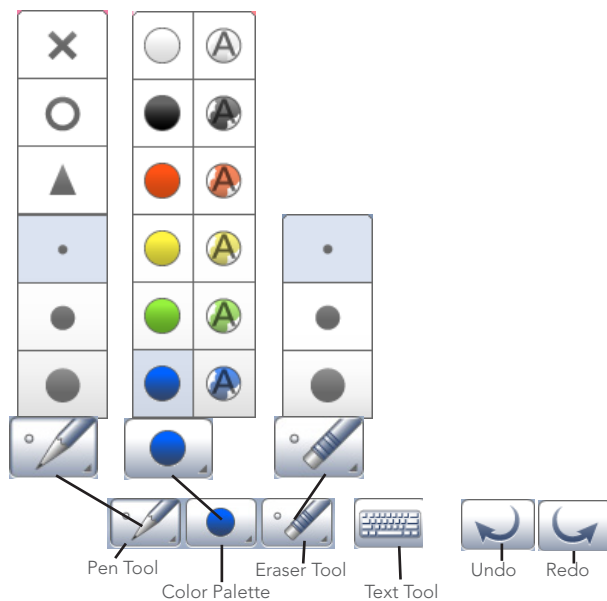 A
A
A
A
A
A
Pen Tool
Color Palette
Eraser Tool
Text Tool
Undo
Redo